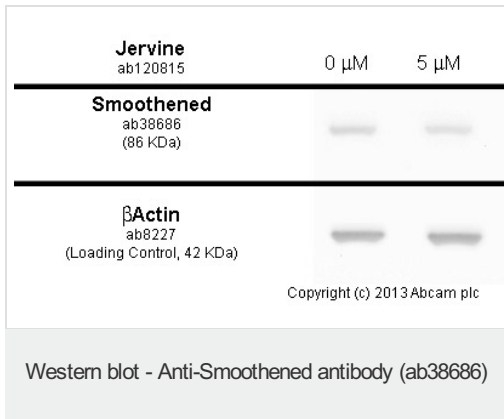 Jervine
ab120815
0 µM 5 µM
Smoothened
ab38686
(86 KDa)
βActin
ab8227
(Loading Control, 42 KDa)
Copyright (c) 2013 Abcam plc
Western blot - Anti-Smoothened antibody (ab38686)